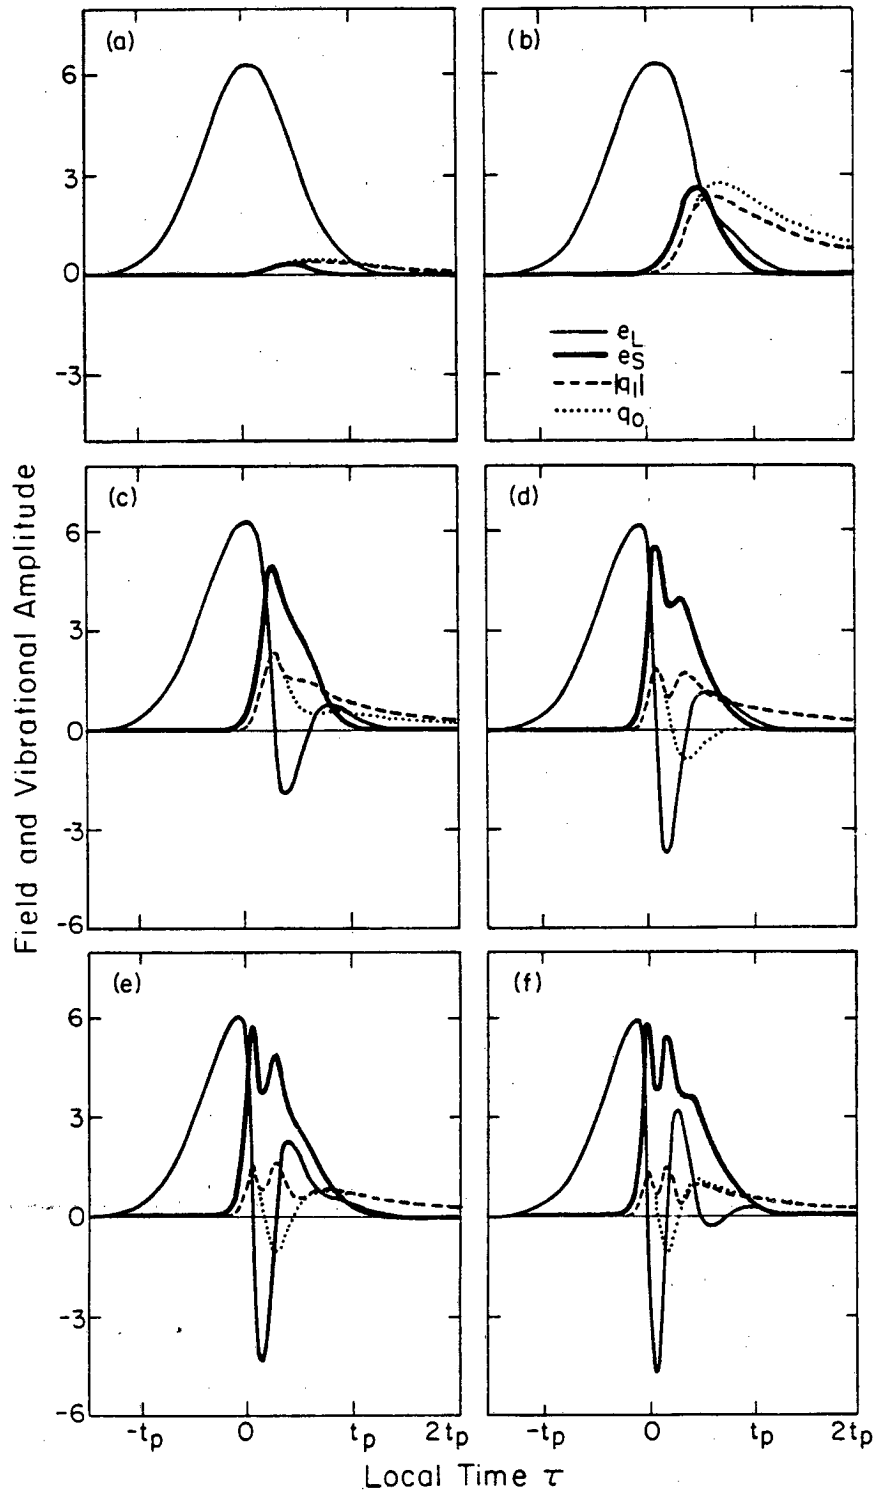 (a)
(b)
6
3
0
-3
e_L
e_S
|q_1|
q_0
(c)
(d)
6
3
0
-3
-6
(e)
(f)
6
3
0
-3
-6
-t_p 0 t_p 2t_p
-t_p 0 t_p 2t_p
Field and Vibrational Amplitude
Local Time τ